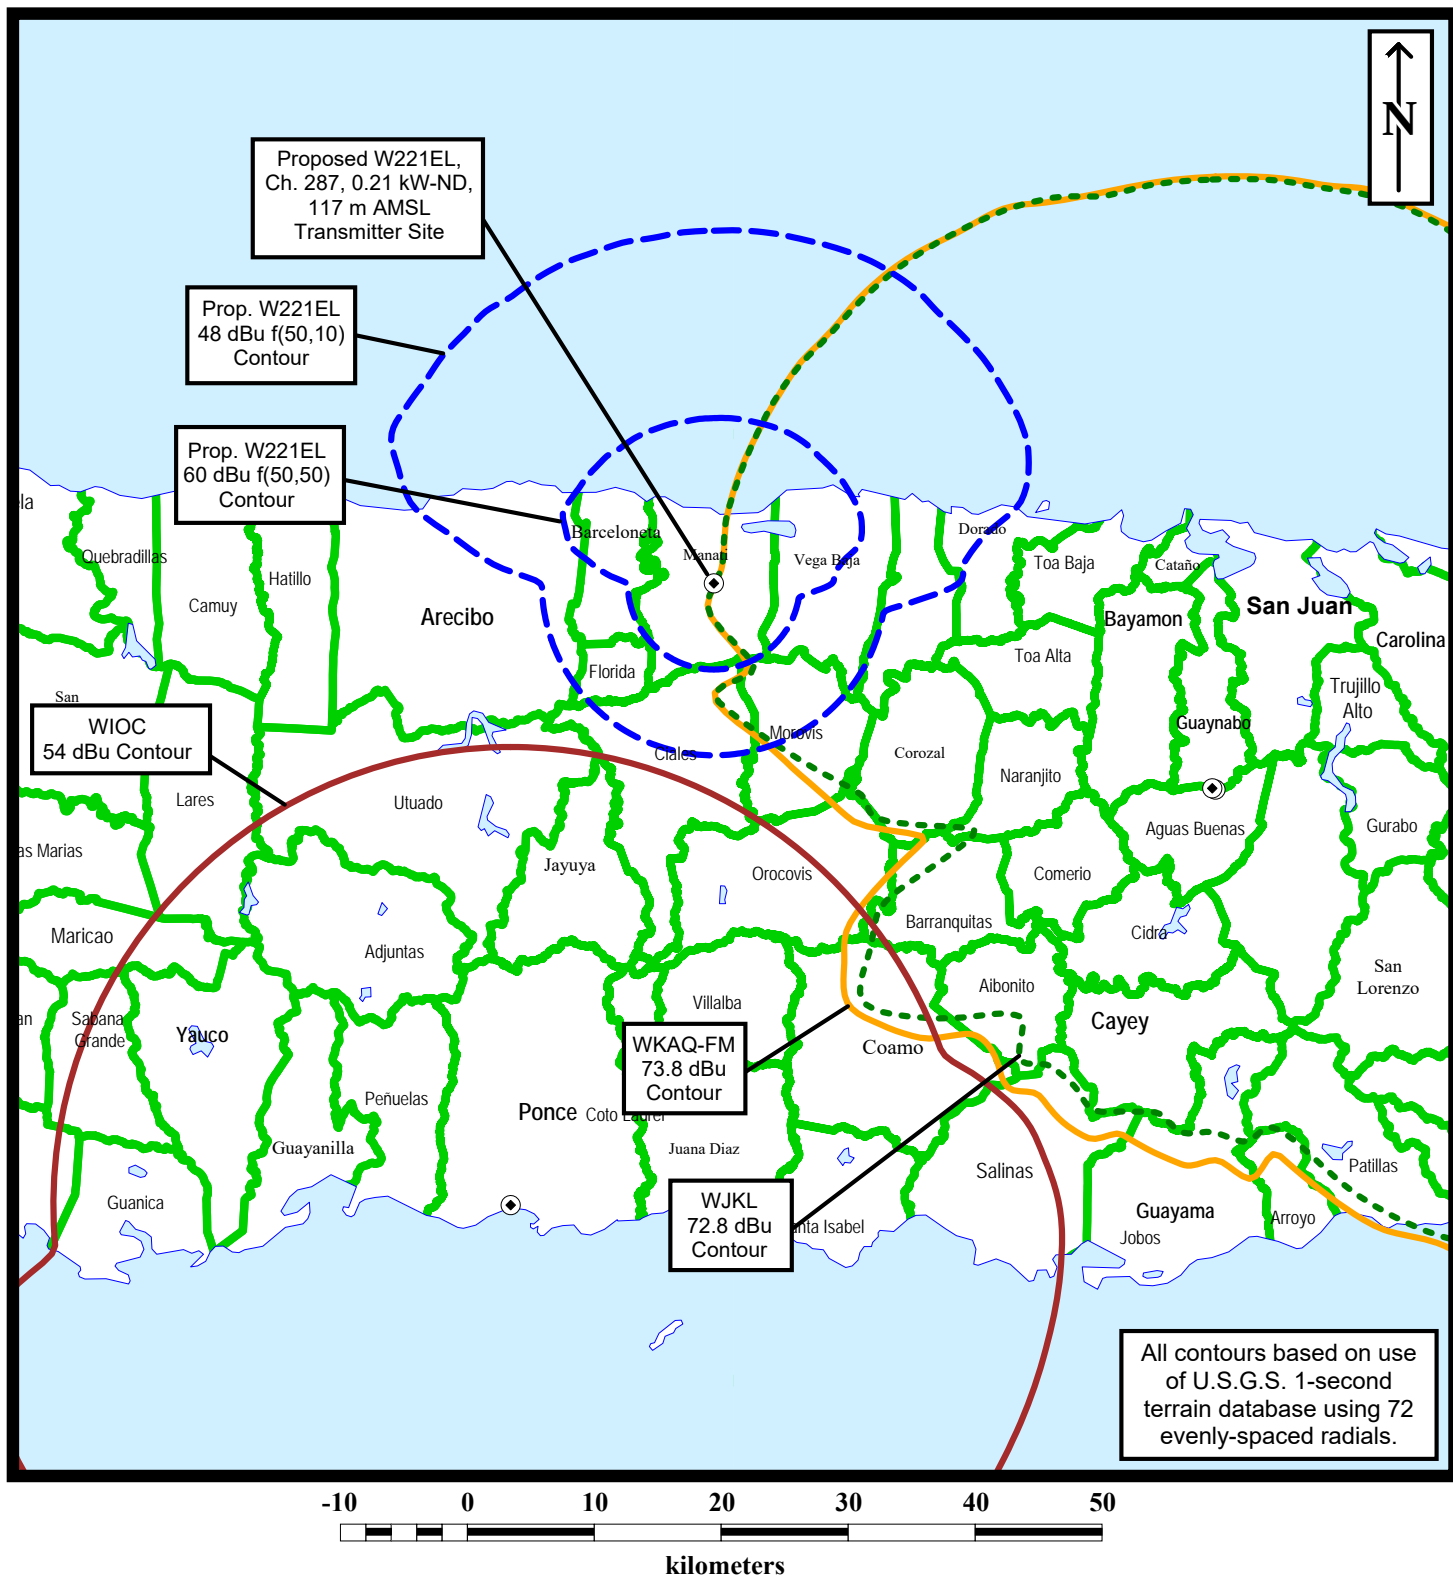 N
Proposed W221EL,
Ch. 287, 0.21 kW-ND,
117 m AMSL
Transmitter Site
Prop. W221EL
48 dBu f(50,10)
Contour
Prop. W221EL
60 dBu f(50,50)
Contour
ela
Barceloneta
Dorado
Manati
Vega Baja
Quebradillas
Toa Baja
Cataño
Hatillo
Camuy
Arecibo
San Juan
Bayamon
Carolina
Toa Alta
Florida
San
Trujillo
Alto
WIOC
54 dBu Contour
Guaynabo
Morovis
Ciales
Corozal
Naranjito
Lares
Utuado
Aguas Buenas
Gurabo
as Marias
Jayuya
Orocovis
Comerio
Maricao
Barranquitas
Cidra
Adjuntas
San
Lorenzo
Aibonito
Villalba
an
Sabana
Grande
Yauco
Cayey
WKAQ-FM
73.8 dBu
Contour
Coamo
Peñuelas
Ponce
Coto Laurel
Guayanilla
Juana Diaz
Salinas
Patillas
Guanica
WJKL
72.8 dBu
Contour
nta Isabel
Guayama
Arroyo
Jobos
All contours based on use
of U.S.G.S. 1-second
terrain database using 72
evenly-spaced radials.
-10 0 10 20 30 40 50
kilometers